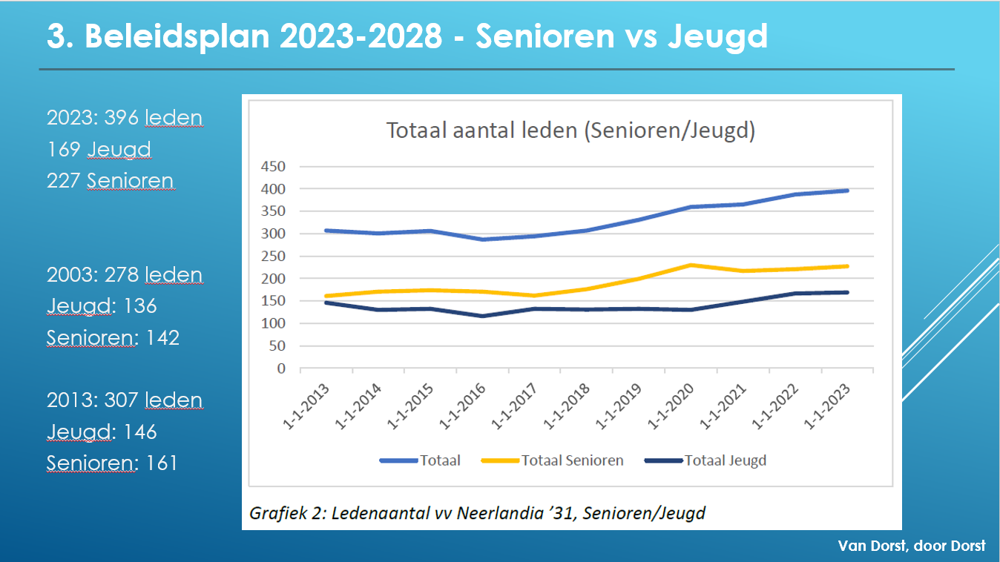 3. Beleidsplan 2023-2028 - Senioren vs Jeugd
2023: 396 leden
169 Jeugd
227 Senioren
2003: 278 leden
Jeugd: 136
Senioren: 142
2013: 307 leden
Jeugd: 146
Senioren: 161
Totaal aantal leden (Senioren/Jeugd)
450
400
350
300
250
200
150
100
50
0
1-1-2013
1-1-2014
1-1-2015
1-1-2016
1-1-2017
1-1-2018
1-1-2019
1-1-2020
1-1-2021
1-1-2022
1-1-2023
Totaal Totaal Senioren Totaal Jeugd
Grafiek 2: Ledenaantal vv Neerlandia ’31, Senioren/Jeugd
Van Dorst, door Dorst